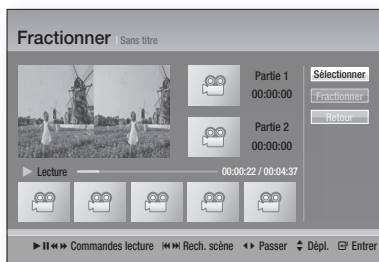 Fractionner | Sans titre
Partie 1
00:00:00
Partie 2
00:00:00
Sélectionner
Fractionner
Retour
Lecture 00:00:22 / 00:04:37
Commandes lecture Rech. scène Passer Dépl. Entrer